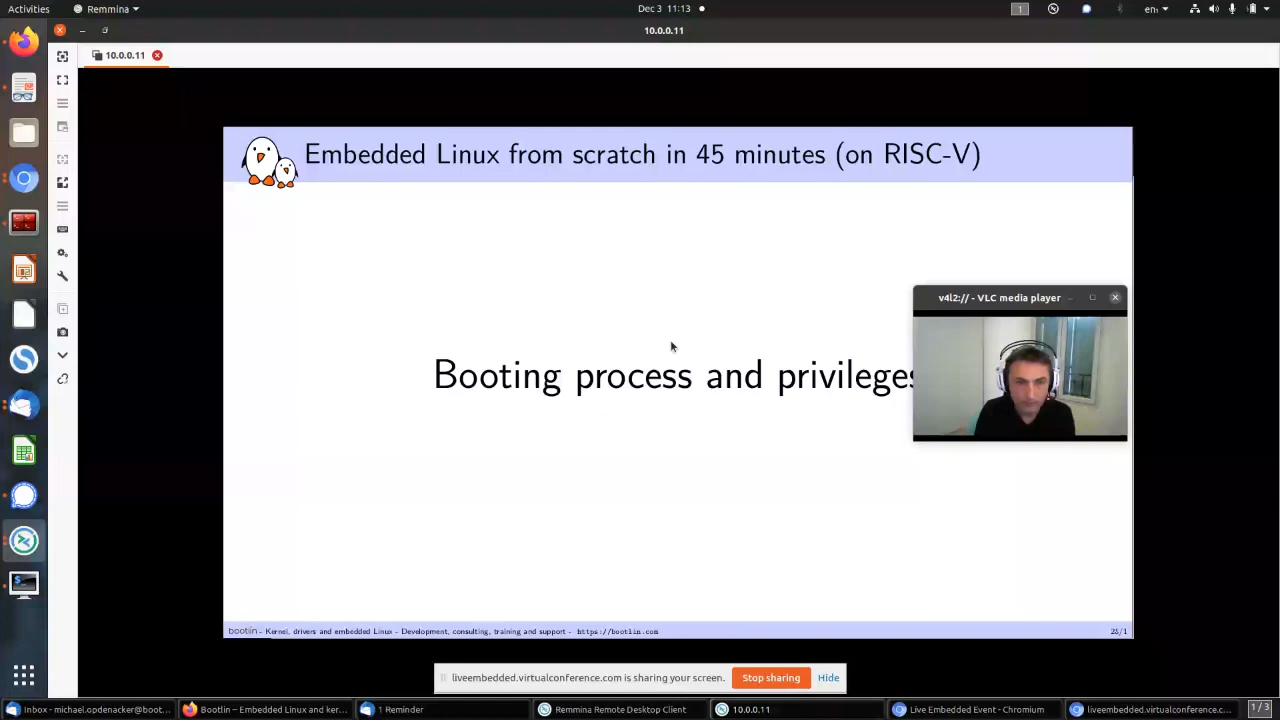 Activities
Remmina
Dec 3 11:13
1
en
10.0.0.11
10.0.0.11
Embedded Linux from scratch in 45 minutes (on RISC-V)
v4l2:// - VLC media player
Booting process and privileges
bootlin - Kernel, drivers and embedded Linux - Development, consulting, training and support - https://bootlin.com
25/1
liveembedded.virtualconference.com is sharing your screen.
Stop sharing
Hide
Inbox - michael.opdenacker@boot...
Bootlin – Embedded Linux and ker...
1 Reminder
Remmina Remote Desktop Client
10.0.0.11
Live Embedded Event - Chromium
liveembedded.virtualconference.c...
1 / 3